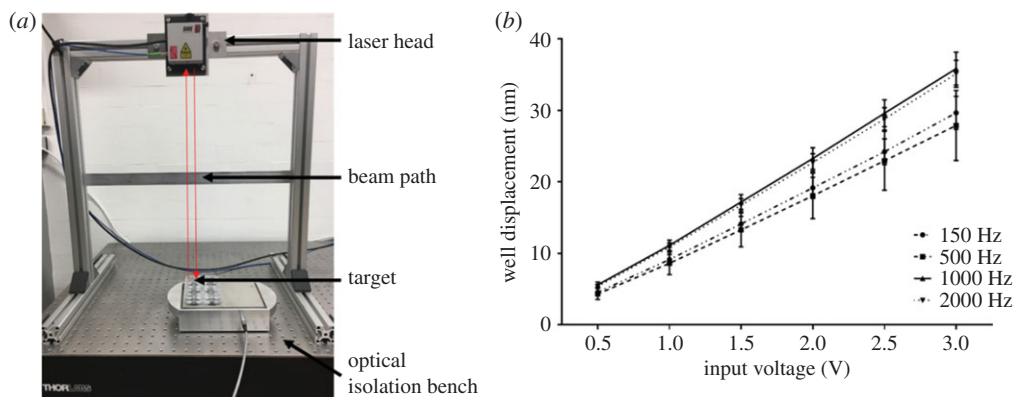 (a)
laser head
beam path
target
optical
isolation bench
THORLABS
(b)
well displacement (nm)
40
30
20
10
0
0.5 1.0 1.5 2.0 2.5 3.0
input voltage (V)
150 Hz
500 Hz
1000 Hz
2000 Hz